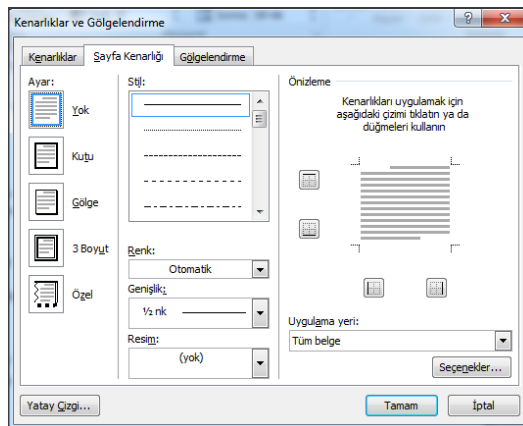 Kenarlıklar ve Gölgelendirme
Kenarlıklar
Sayfa Kenarlığı
Gölgelendirme
Ayar:
Yok
Kutu
Gölge
3 Boyut
Özel
Stil:
Renk:
Otomatik
Genişlik:
½ nk
Resim:
(yok)
Önizleme
Kenarlıkları uygulamak için
aşağıdaki çizimi tıklatın ya da
düğmeleri kullanın
Uygulama yeri:
Tüm belge
Seçenekler...
Yatay Çizgi...
Tamam
İptal